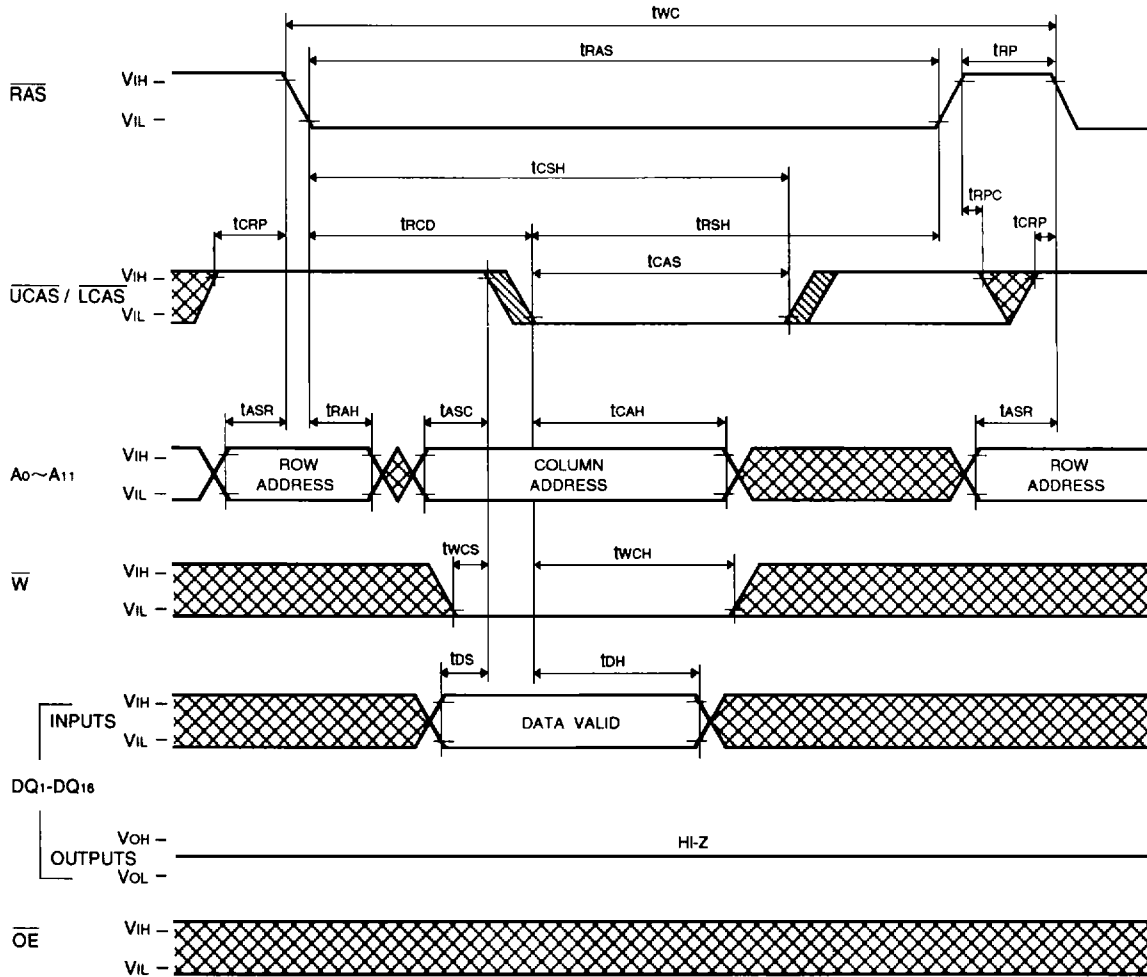 tWC
tRAS
tRP
RAS
VIH
VIL
tCSH
tRPC
tCRP
tRCD
tRSH
tCRP
UCAS / LCAS
VIH
VIL
tCAS
tASR
tRAH
tASC
tCAH
tASR
A0~A11
VIH
VIL
ROW
ADDRESS
COLUMN
ADDRESS
ROW
ADDRESS
tWCS
tWCH
W
VIH
VIL
tDS
tDH
INPUTS
VIH
VIL
DATA VALID
DQ1-DQ16
VOH
OUTPUTS
VOL
HI-Z
OE
VIH
VIL